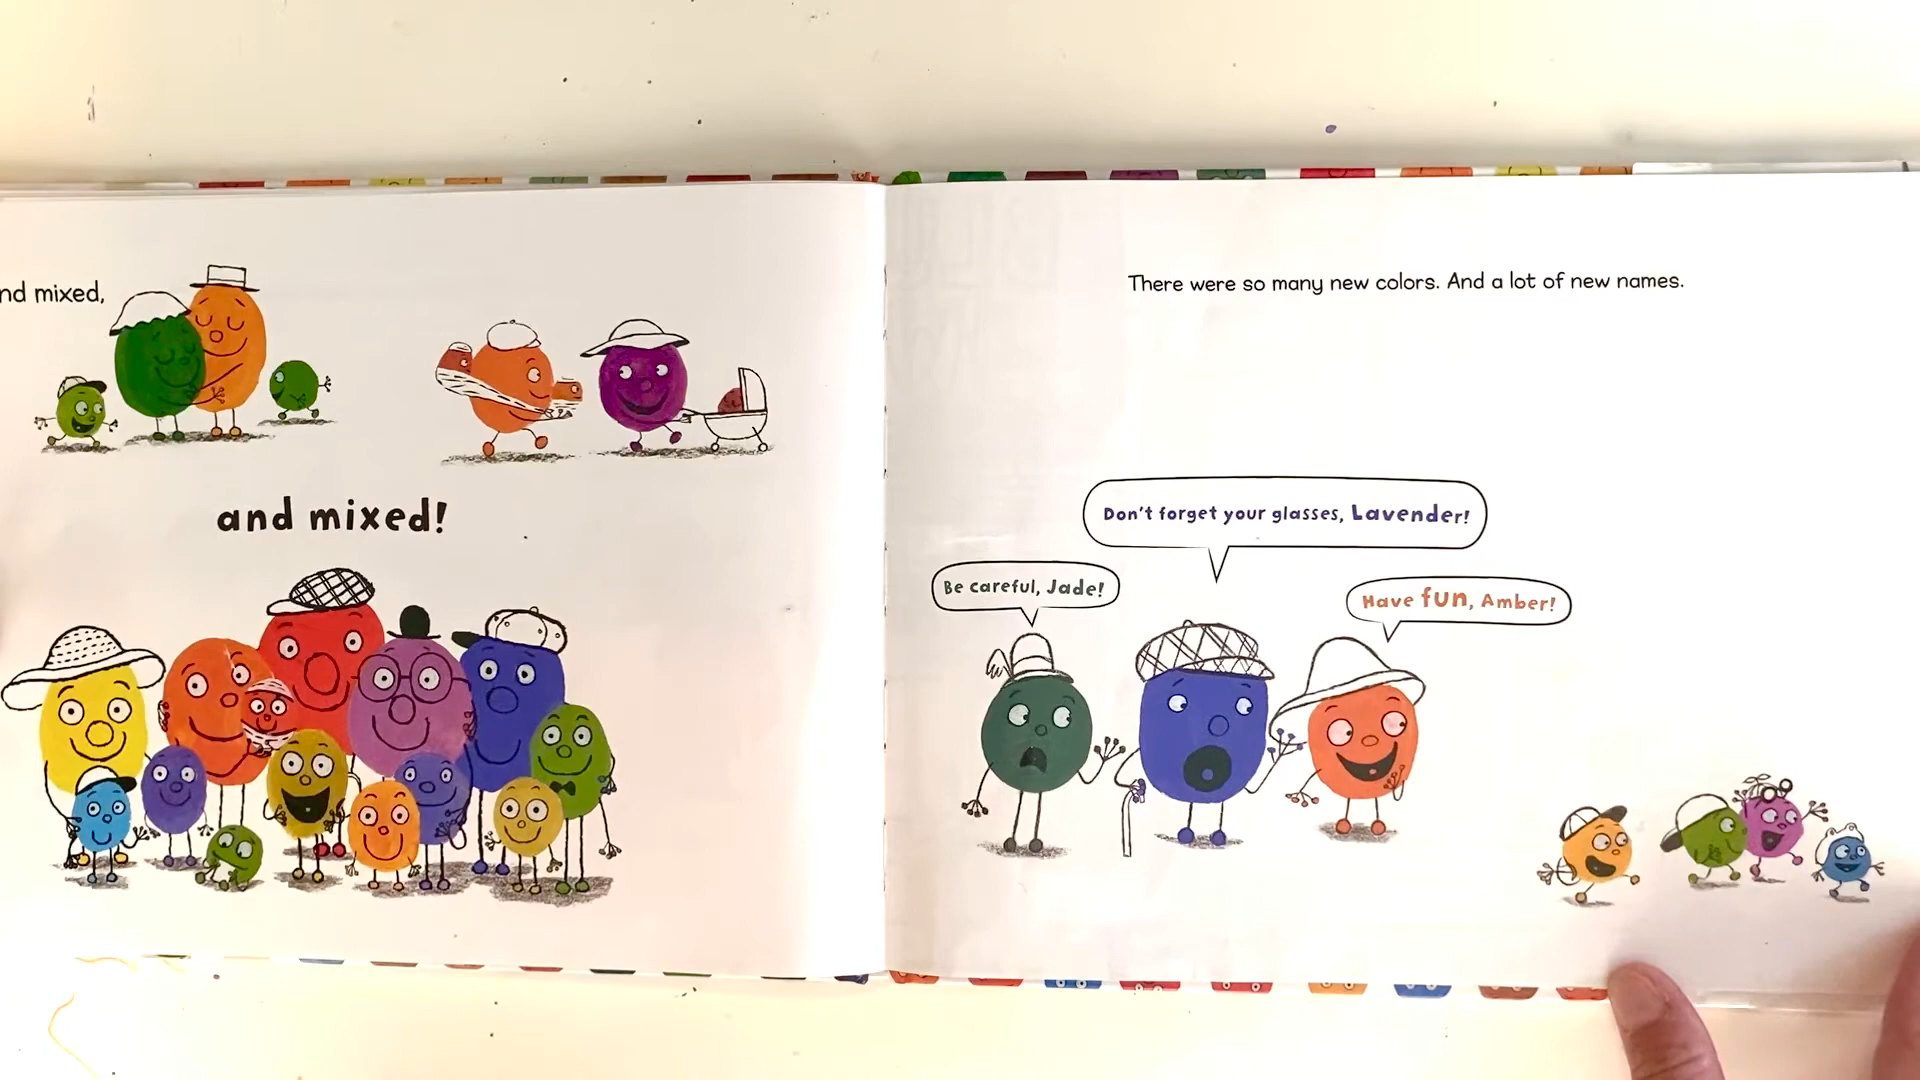 nd mixed,
and mixed!
There were so many new colors. And a lot of new names.
Don't forget your glasses, Lavender!
Be careful, Jade!
Have fun, Amber!